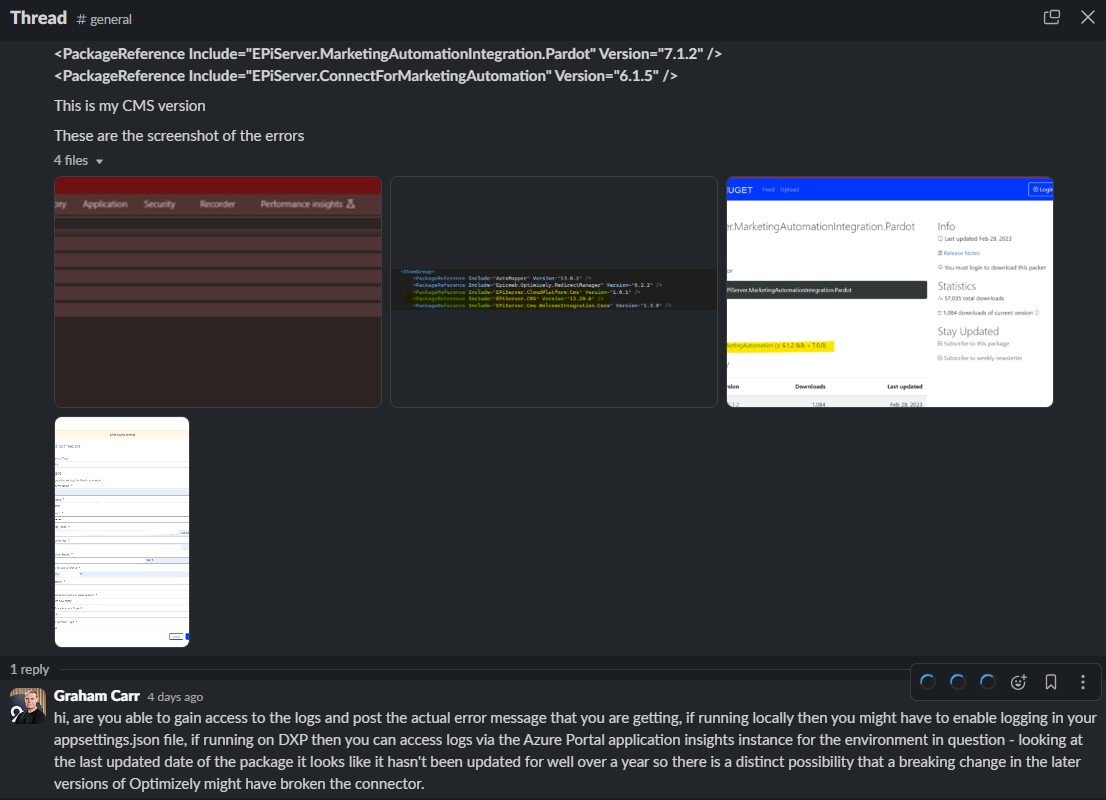 Thread # general
<PackageReference Include="EPiServer.MarketingAutomationIntegration.Pardot" Version="7.1.2" />
<PackageReference Include="EPiServer.ConnectForMarketingAutomation" Version="6.1.5" />
This is my CMS version
These are the screenshot of the errors
4 files
ory Application Security Recorder Performance insights
<ItemGroup>
<PackageReference Include="AutoMapper" Version="13.0.1" />
<PackageReference Include="Epicweb.Optimizely.RedirectManager" Version="6.2.2" />
<PackageReference Include="EPiServer.CloudPlatform.Cms" Version="1.6.1" />
<PackageReference Include="EPiServer.CMS" Version="12.28.0" />
<PackageReference Include="EPiServer.Cms.WelcomeIntegration.Core" Version="1.3.0" />
UGET Feed Upload Login
er.MarketingAutomationIntegration.Pardot
Info
Last updated Feb 28, 2023
Release Notes
You must login to download this packet
or
EPiServer.MarketingAutomationIntegration.Pardot
Statistics
57,035 total downloads
1,084 downloads of current version
Stay Updated
Subscribe to this package
Subscribe to weekly newsletter
rsion Downloads Last updated
1,084 Feb 28, 2023
1 reply
Graham Carr 4 days ago
hi, are you able to gain access to the logs and post the actual error message that you are getting, if running locally then you might have to enable logging in your
appsettings.json file, if running on DXP then you can access logs via the Azure Portal application insights instance for the environment in question - looking at
the last updated date of the package it looks like it hasn't been updated for well over a year so there is a distinct possibility that a breaking change in the later
versions of Optimizely might have broken the connector.